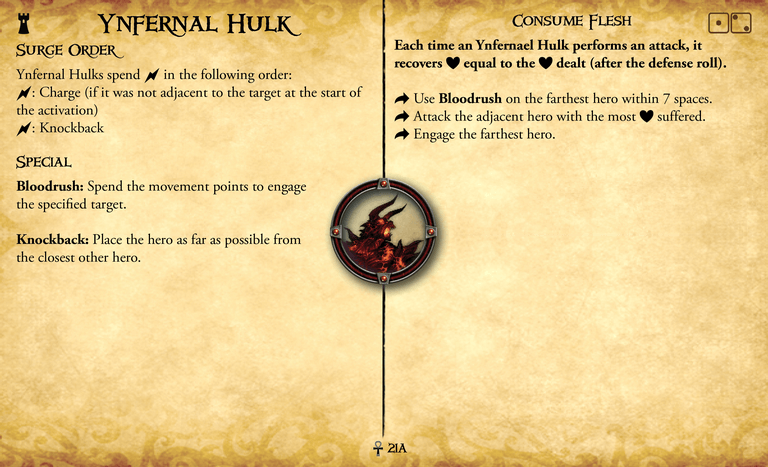 Ynfernal Hulk
Surge Order
Ynfernal Hulks spend in the following order:
: Charge (if it was not adjacent to the target at the start of
the activation)
: Knockback
Special
Bloodrush: Spend the movement points to engage
the specified target.
Knockback: Place the hero as far as possible from
the closest other hero.
Consume Flesh
Each time an Ynfernael Hulk performs an attack, it
recovers ♥ equal to the ♥ dealt (after the defense roll).
Use Bloodrush on the farthest hero within 7 spaces.
Attack the adjacent hero with the most ♥ suffered.
Engage the farthest hero.
21A